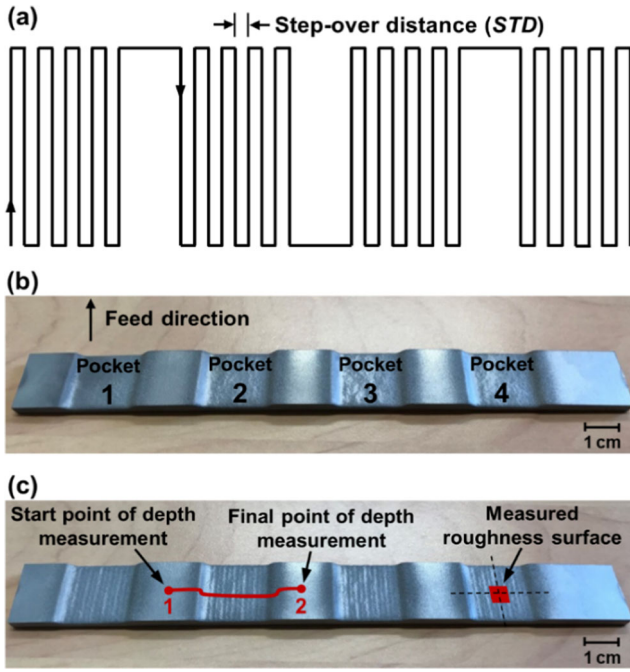 (a)
Step-over distance (STD)
(b)
Feed direction
Pocket Pocket Pocket Pocket
1 2 3 4
1 cm
(c)
Start point of depth
measurement
Final point of depth
measurement
Measured
roughness surface
1 2
1 cm